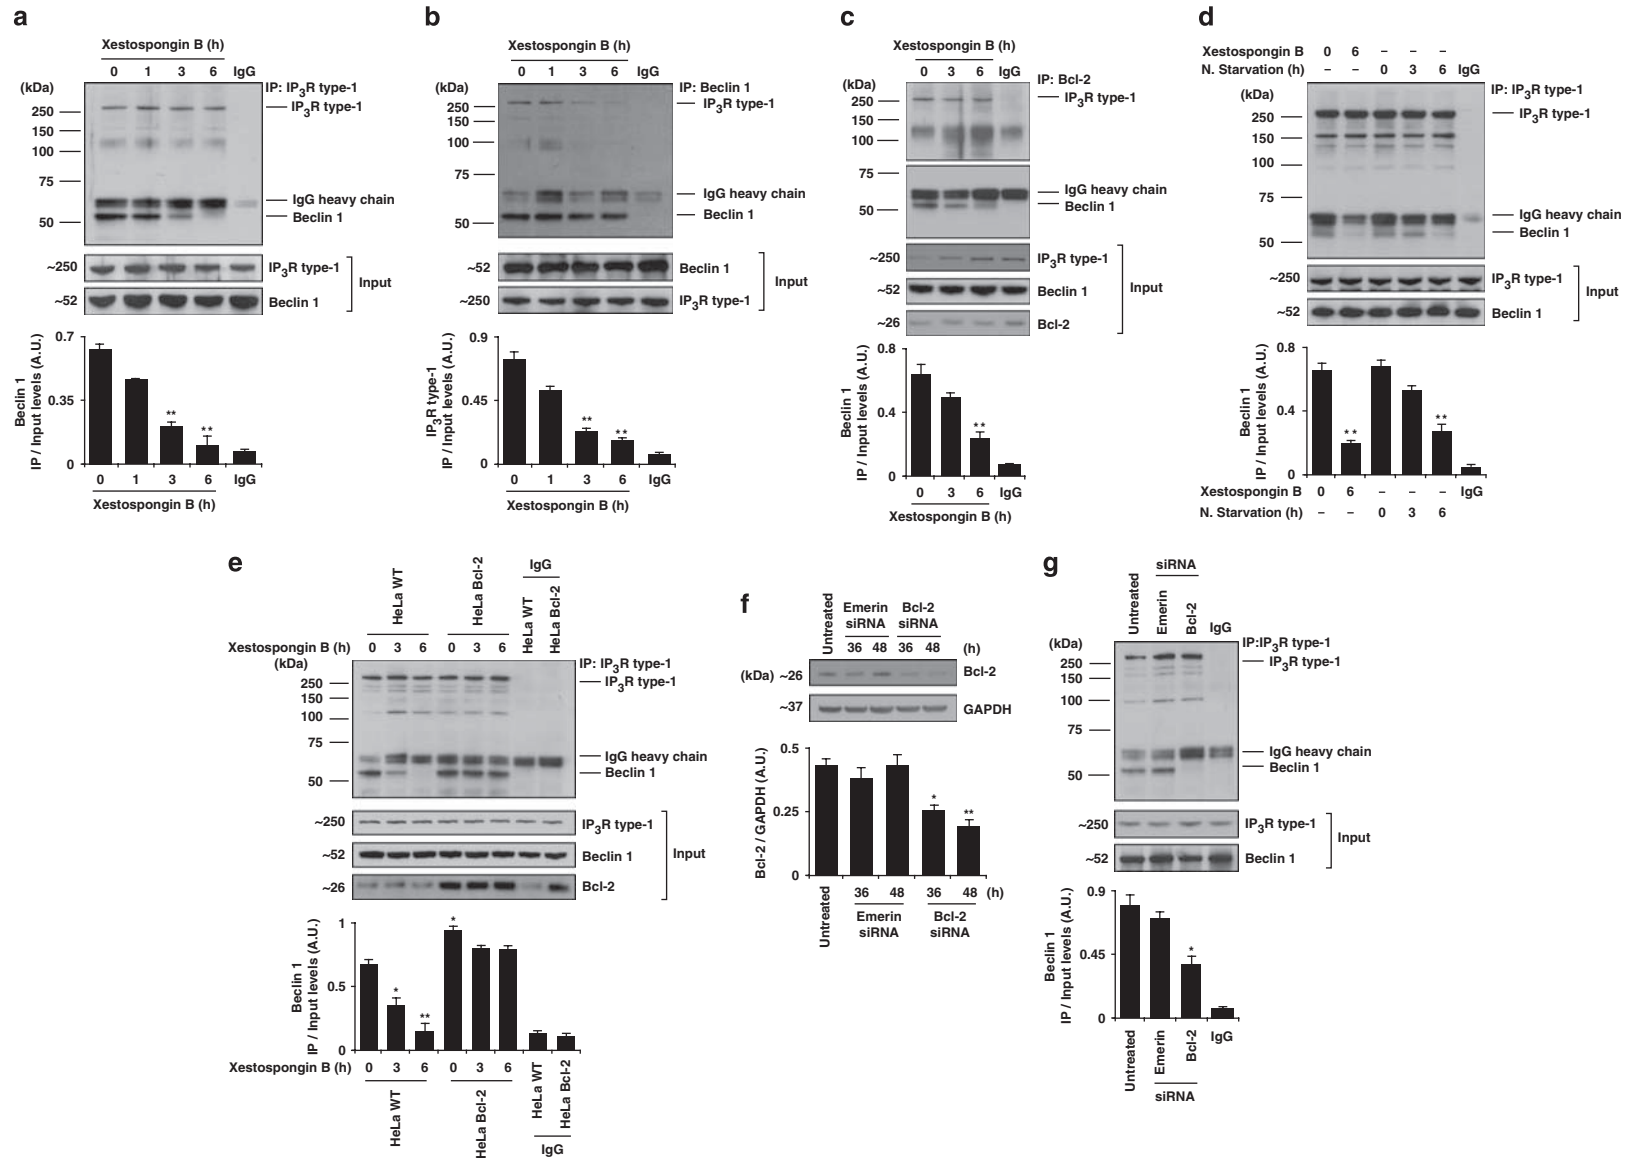 a
Xestospongin B (h)
(kDa) 0 1 3 6 IgG
IP: IP3R type-1
250 IP3R type-1
150
100
75
IgG heavy chain
50 Beclin 1
~250 IP3R type-1
~52 Beclin 1
Input
0.7
0.35
0
Beclin 1
IP / Input levels (A.U.)
** **
0 1 3 6 IgG
Xestospongin B (h)
b
Xestospongin B (h)
(kDa) 0 1 3 6 IgG
IP: Beclin 1
250 IP3R type-1
150
100
75
IgG heavy chain
50 Beclin 1
~52 Beclin 1
~250 IP3R type-1
Input
0.9
0.45
0
IP3R type-1
IP / Input levels (A.U.)
** **
0 1 3 6 IgG
Xestospongin B (h)
c
Xestospongin B (h)
(kDa) 0 3 6 IgG
IP: Bcl-2
250 IP3R type-1
150
100
75
IgG heavy chain
50 Beclin 1
~250 IP3R type-1
~52 Beclin 1
~26 Bcl-2
Input
0.8
0.4
0
Beclin 1
IP / Input levels (A.U.)
**
0 3 6 IgG
Xestospongin B (h)
d
Xestospongin B 0 6 – – –
N. Starvation (h) – – 0 3 6 IgG
(kDa)
IP: IP3R type-1
250 IP3R type-1
150
100
75
IgG heavy chain
50 Beclin 1
~250 IP3R type-1
~52 Beclin 1
Input
0.8
0.4
0
Beclin 1
IP / Input levels (A.U.)
** **
Xestospongin B 0 6 – – – IgG
N. Starvation (h) – – 0 3 6
e
HeLa WT
HeLa Bcl-2
IgG
HeLa WT
HeLa Bcl-2
Xestospongin B (h) 0 3 6 0 3 6
(kDa)
IP: IP3R type-1
250 IP3R type-1
150
100
75
IgG heavy chain
50 Beclin 1
~250 IP3R type-1
~52 Beclin 1
~26 Bcl-2
Input
1
0.5
0
Beclin 1
IP / Input levels (A.U.)
* ** *
Xestospongin B (h) 0 3 6 0 3 6
HeLa WT
HeLa Bcl-2
HeLa WT
HeLa Bcl-2
IgG
f
Untreated
Emerin siRNA
Bcl-2 siRNA
36 48 36 48 (h)
(kDa) ~26 Bcl-2
~37 GAPDH
0.5
0.25
0
Bcl-2 / GAPDH (A.U.)
* **
Untreated
36 48 36 48 (h)
Emerin siRNA
Bcl-2 siRNA
g
siRNA
Untreated
Emerin
Bcl-2
IgG
(kDa)
IP:IP3R type-1
250 IP3R type-1
150
100
75
IgG heavy chain
50 Beclin 1
~250 IP3R type-1
~52 Beclin 1
Input
0.9
0.45
0
Beclin 1
IP / Input levels (A.U.)
*
Untreated
Emerin
Bcl-2
IgG
siRNA